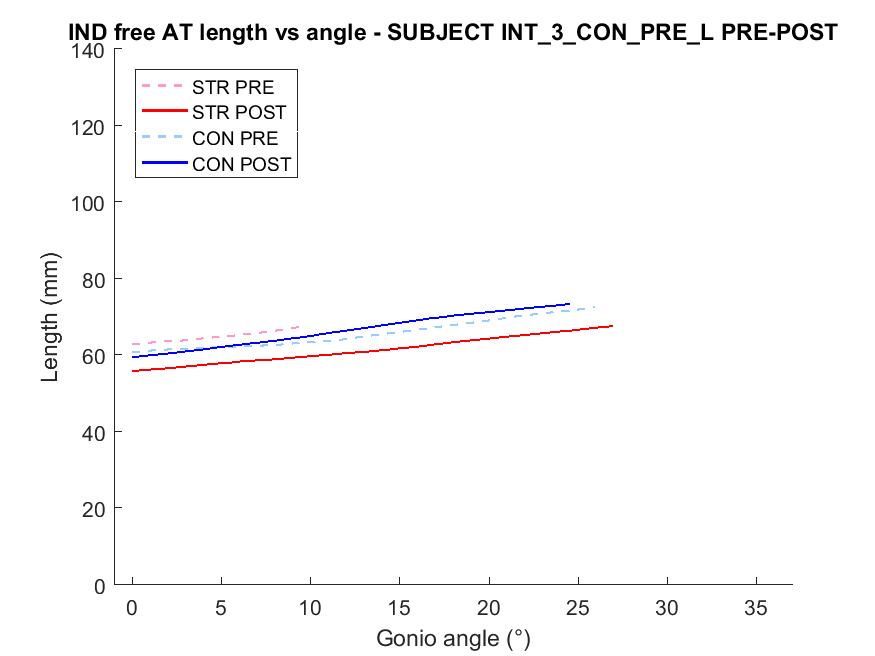 IND free AT length vs angle - SUBJECT INT_3_CON_PRE_L PRE-POST
140
120
100
80
60
40
20
0
Length (mm)
STR PRE
STR POST
CON PRE
CON POST
0 5 10 15 20 25 30 35
Gonio angle (°)